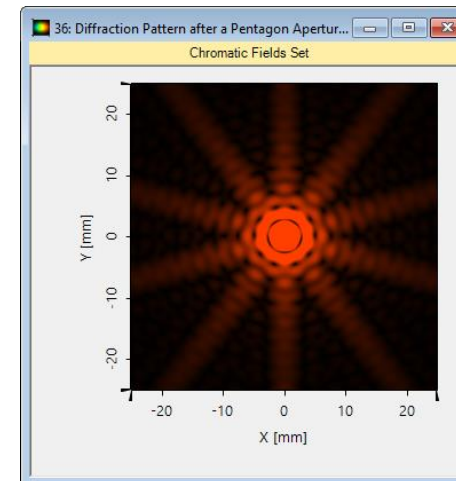 36: Diffraction Pattern after a Pentagon Apertur...
Chromatic Fields Set
20
10
0
-10
-20
Y [mm]
-20 -10 0 10 20
X [mm]